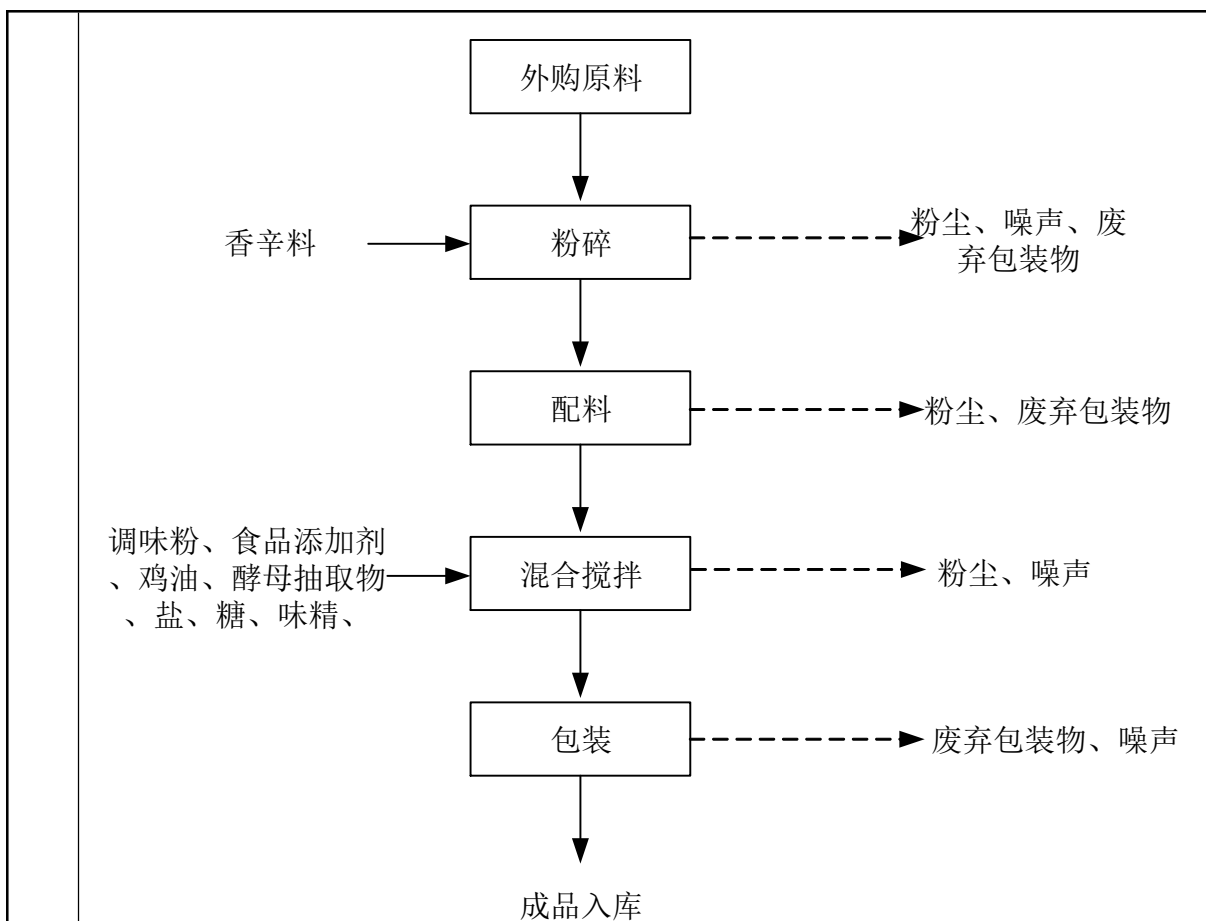 外购原料
香辛料
粉碎
粉尘、噪声、废
弃包装物
配料
粉尘、废弃包装物
调味粉、食品添加剂
、鸡油、酵母抽取物
、盐、糖、味精、
混合搅拌
粉尘、噪声
包装
废弃包装物、噪声
成品入库